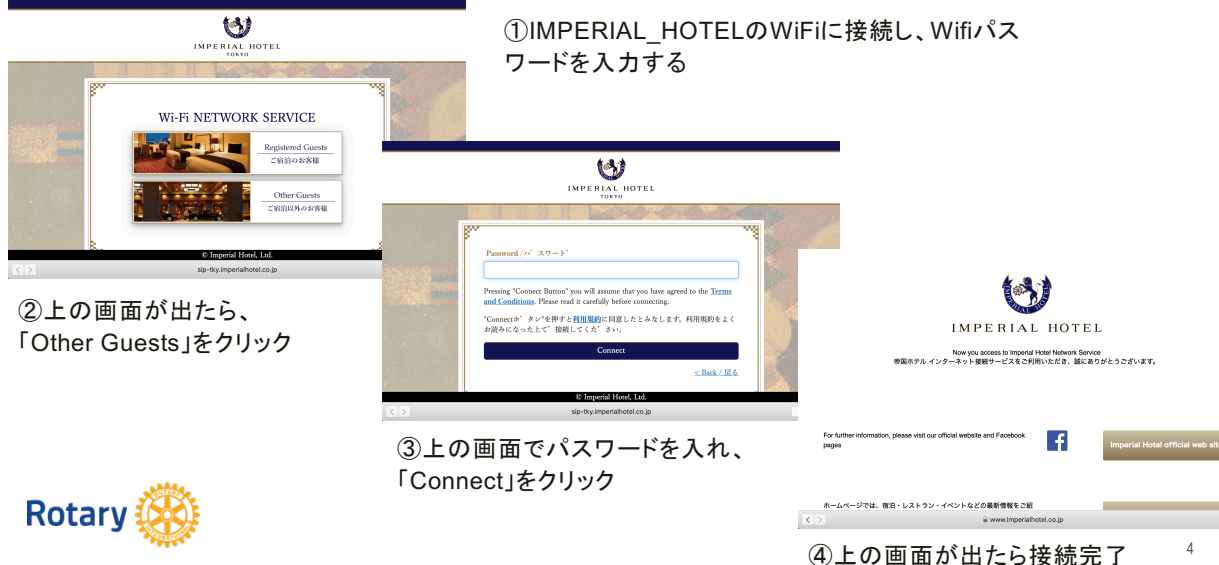 IMPERIAL HOTEL
TOKYO
Wi-Fi NETWORK SERVICE
Registered Guests
ご宿泊のお客様
Other Guests
ご宿泊以外のお客様
© Imperial Hotel, Ltd.
sip-tky.imperialhotel.co.jp
①IMPERIAL_HOTELのWiFiに接続し、Wifiパス
ワードを入力する
②上の画面が出たら、
「Other Guests」をクリック
IMPERIAL HOTEL
TOKYO
Password /パスワード
Pressing "Connect Button" you will assume that you have agreed to the Terms
and Conditions. Please read it carefully before connecting.
"Connectボタン"を押すと利用規約に同意したとみなします。利用規約をよく
お読みになった上で接続してください。
Connect
< Back / 戻る
© Imperial Hotel, Ltd.
sip-tky.imperialhotel.co.jp
③上の画面でパスワードを入れ、
「Connect」をクリック
IMPERIAL HOTEL
IMPERIAL HOTEL
Now you access to Imperial Hotel Network Service
帝国ホテル インターネット接続サービスをご利用いただき、誠にありがとうございます。
For further information, please visit our official website and Facebook
pages
Imperial Hotel official web site
ホームページでは、宿泊・レストラン・イベントなどの最新情報をご紹
www.imperialhotel.co.jp
④上の画面が出たら接続完了
Rotary
ROTARY
INTERNATIONAL
4